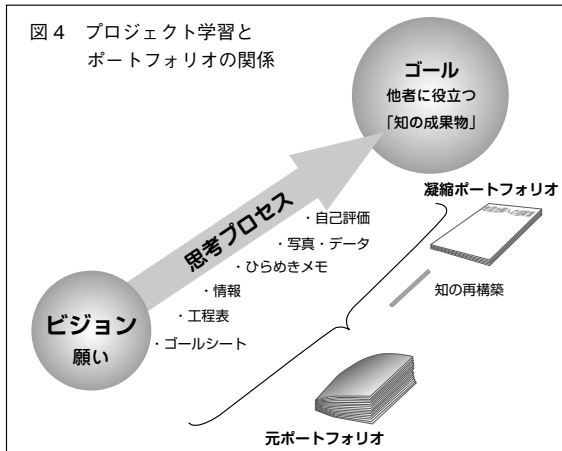 図4 プロジェクト学習と
ポートフォリオの関係
ゴール
他者に役立つ
「知の成果物」
凝縮ポートフォリオ
思考プロセス
・自己評価
・写真・データ
・ひらめきメモ
・情報
・工程表
・ゴールシート
知の再構築
ビジョン
願い
元ポートフォリオ